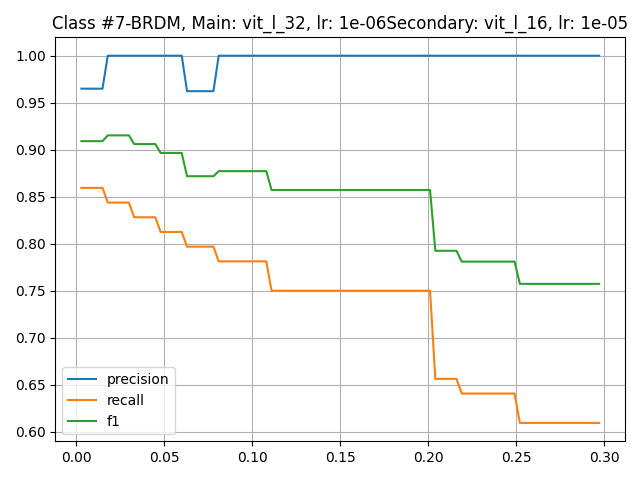 Class #7-BRDM, Main: vit_l_32, lr: 1e-06Secondary: vit_l_16, lr: 1e-05
1.00
0.95
0.90
0.85
0.80
0.75
0.70
0.65
0.60
precision
recall
f1
0.00 0.05 0.10 0.15 0.20 0.25 0.30